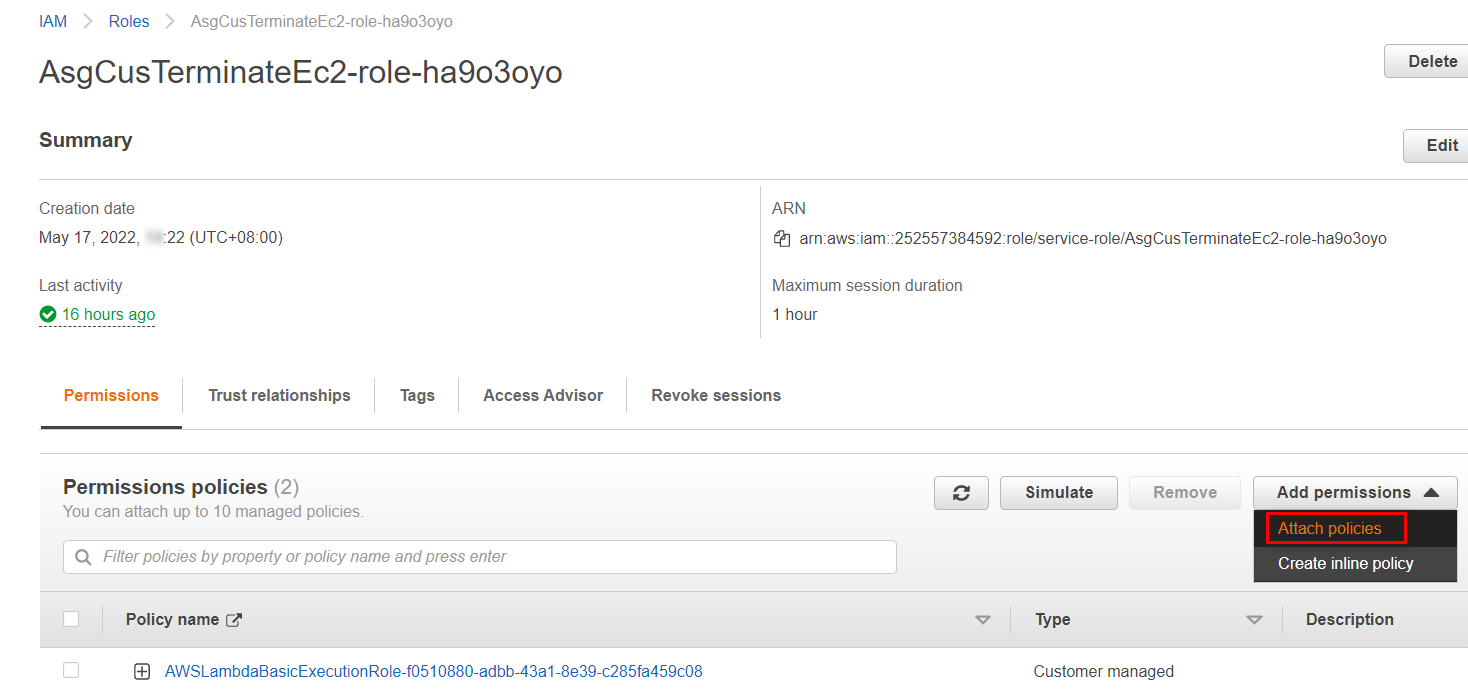 IAM Roles AsgCusTerminateEc2-role-ha9o3oyo
AsgCusTerminateEc2-role-ha9o3oyo
Delete
Summary
Edit
Creation date
May 17, 2022, :22 (UTC+08:00)
ARN
arn:aws:iam::252557384592:role/service-role/AsgCusTerminateEc2-role-ha9o3oyo
Last activity
16 hours ago
Maximum session duration
1 hour
Permissions Trust relationships Tags Access Advisor Revoke sessions
Permissions policies (2)
You can attach up to 10 managed policies.
Simulate Remove Add permissions
Attach policies
Create inline policy
Filter policies by property or policy name and press enter
Policy name Type Description
AWSLambdaBasicExecutionRole-f0510880-adbb-43a1-8e39-c285fa459c08 Customer managed